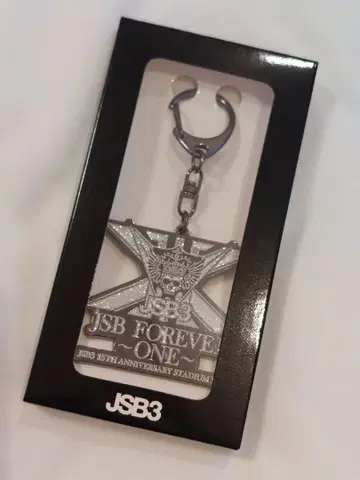 JSB3
JSB FOREVE
~ONE~
JSB3 15TH ANNIVERSARY STADIUM
JSB3